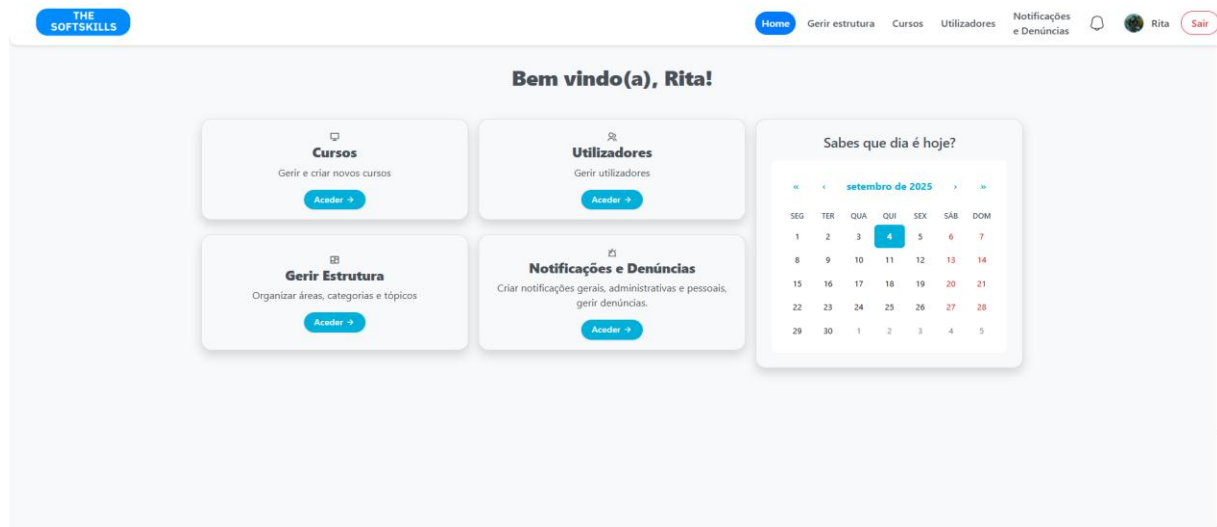 THE
SOFTSKILLS
Home
Gerir estrutura
Cursos
Utilizadores
Notificações
e Denúncias
Rita
Sair
Bem vindo(a), Rita!
Cursos
Gerir e criar novos cursos
Aceder →
Utilizadores
Gerir utilizadores
Aceder →
Gerir Estrutura
Organizar áreas, categorias e tópicos
Aceder →
Notificações e Denúncias
Criar notificações gerais, administrativas e pessoais,
gerir denúncias.
Aceder →
Sabes que dia é hoje?
« ‹ setembro de 2025 › »
SEG TER QUA QUI SEX SÁB DOM
1 2 3 4 5 6 7
8 9 10 11 12 13 14
15 16 17 18 19 20 21
22 23 24 25 26 27 28
29 30 1 2 3 4 5